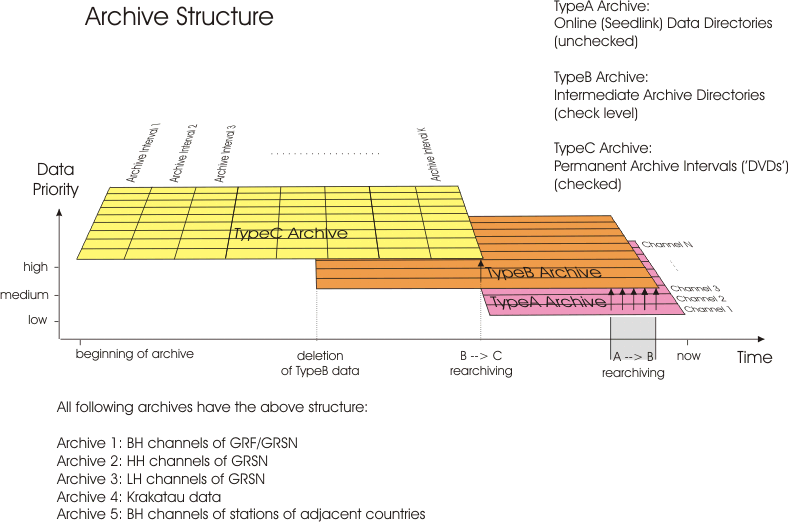 Archive Structure
TypeA Archive:
Online (Seedlink) Data Directories
(unchecked)
TypeB Archive:
Intermediate Archive Directories
(check level)
TypeC Archive:
Permanent Archive Intervals ('DVDs')
(checked)
Archive Interval 1
Archive Interval 2
Archive Interval 3
Archive Interval K
Data
Priority
TypeC Archive
Channel N
high
TypeB Archive
medium
Channel 3
TypeA Archive
Channel 2
Channel 1
low
beginning of archive
deletion
of TypeB data
B --> C
rearchiving
A --> B
rearchiving
now
Time
All following archives have the above structure:
Archive 1: BH channels of GRF/GRSN
Archive 2: HH channels of GRSN
Archive 3: LH channels of GRSN
Archive 4: Krakatau data
Archive 5: BH channels of stations of adjacent countries